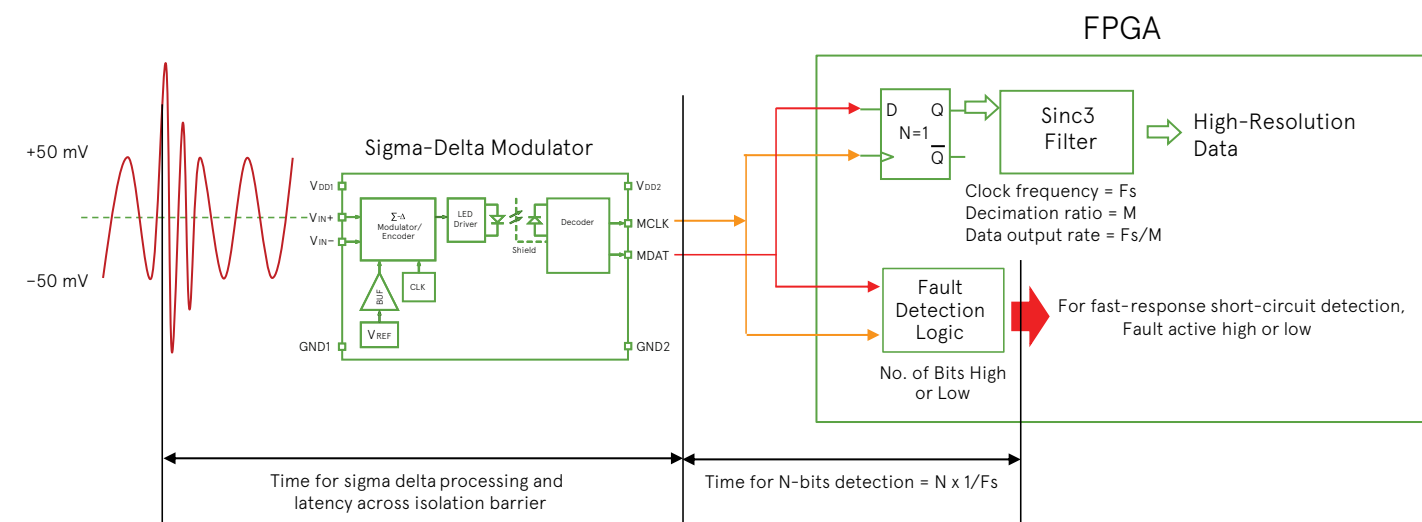 FPGA
+50 mV
−50 mV
Sigma-Delta Modulator
VDD1
VIN+
VIN−
GND1
Σ-Δ
Modulator/
Encoder
BUF
CLK
VREF
LED
Driver
Shield
Decoder
VDD2
MCLK
MDAT
GND2
D Q
N=1
Q̅
Sinc3
Filter
High-Resolution
Data
Clock frequency = Fs
Decimation ratio = M
Data output rate = Fs/M
Fault
Detection
Logic
No. of Bits High
or Low
For fast-response short-circuit detection,
Fault active high or low
Time for sigma delta processing and
latency across isolation barrier
Time for N-bits detection = N x 1/Fs